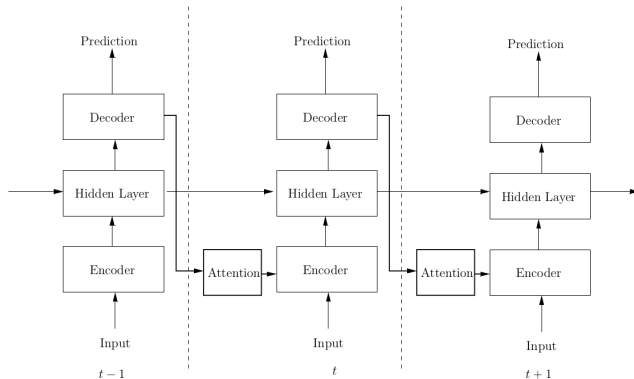 Prediction
Prediction
Prediction
Decoder
Decoder
Decoder
Hidden Layer
Hidden Layer
Hidden Layer
Encoder
Attention
Encoder
Attention
Encoder
Input
Input
Input
t − 1
t
t + 1